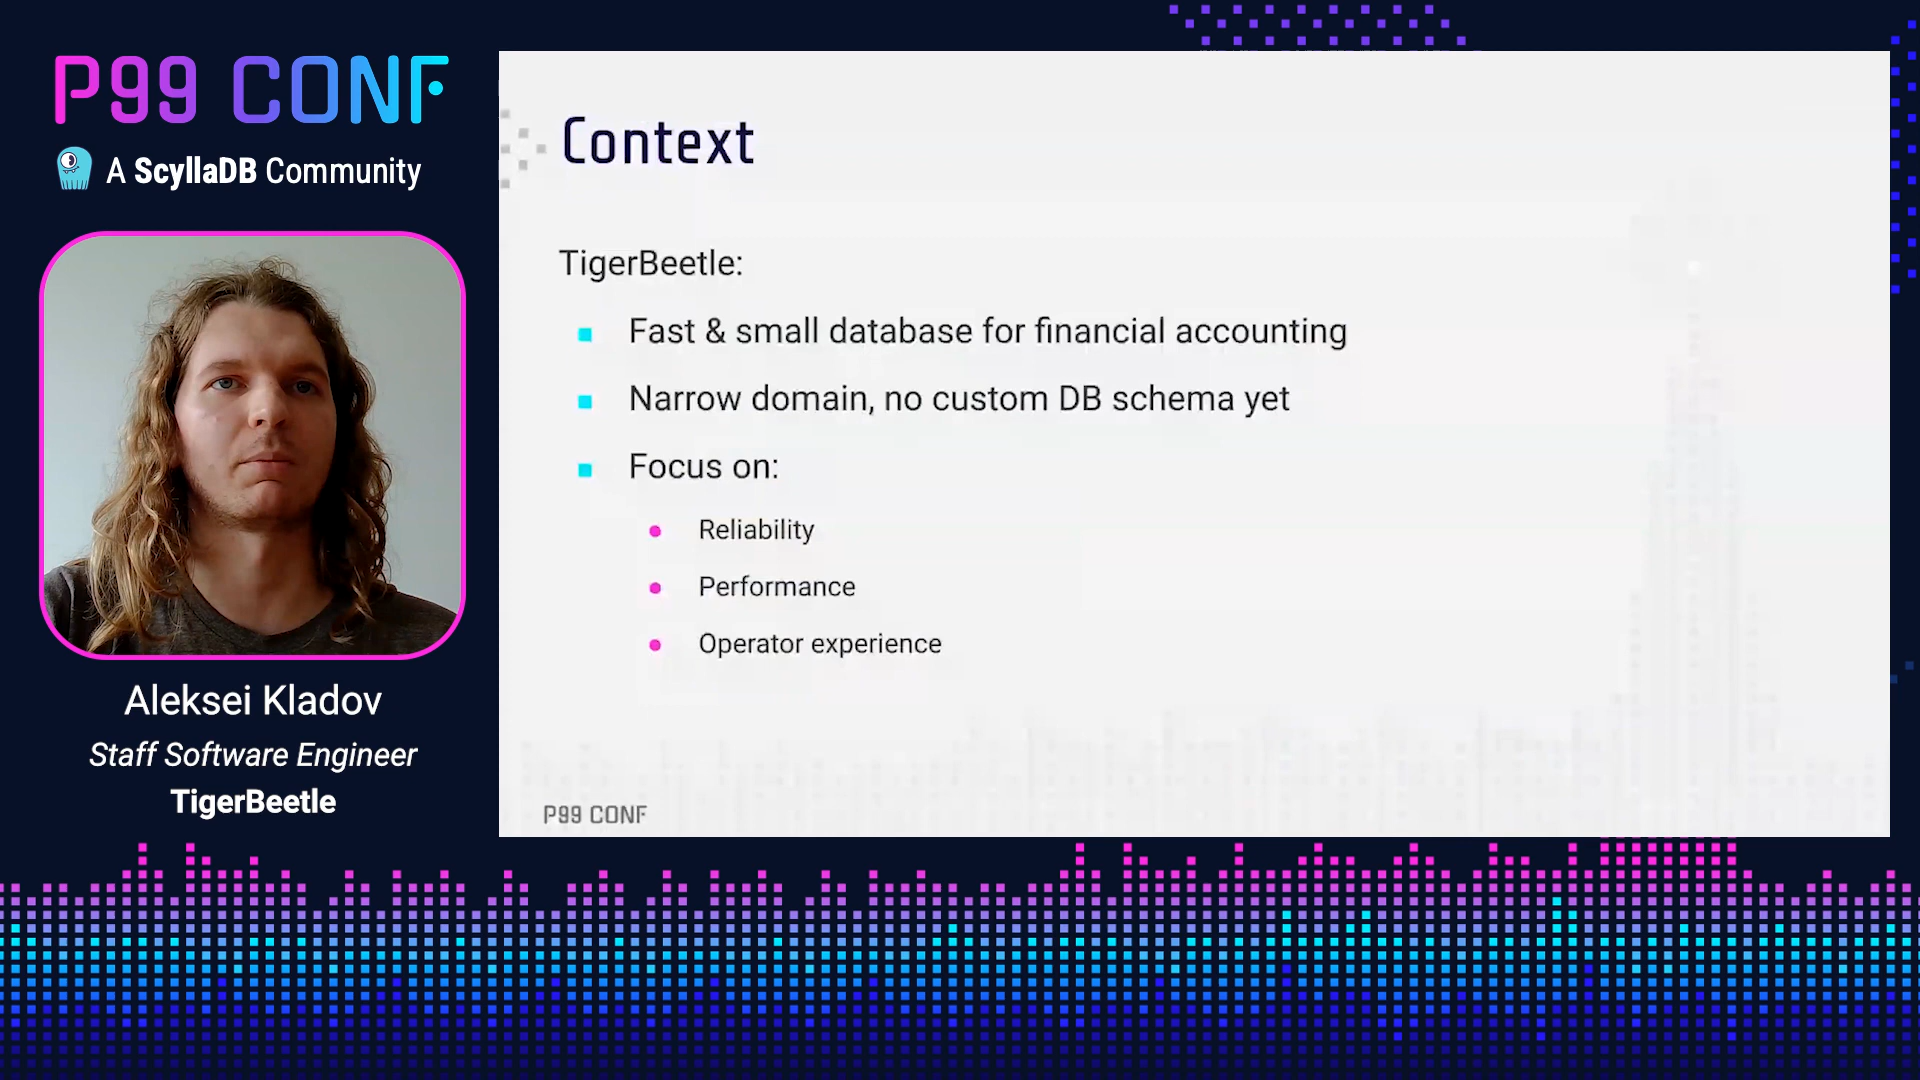 P99 CONF
A ScyllaDB Community
Aleksei Kladov
Staff Software Engineer
TigerBeetle
Context
TigerBeetle:
Fast & small database for financial accounting
Narrow domain, no custom DB schema yet
Focus on:
Reliability
Performance
Operator experience
P99 CONF